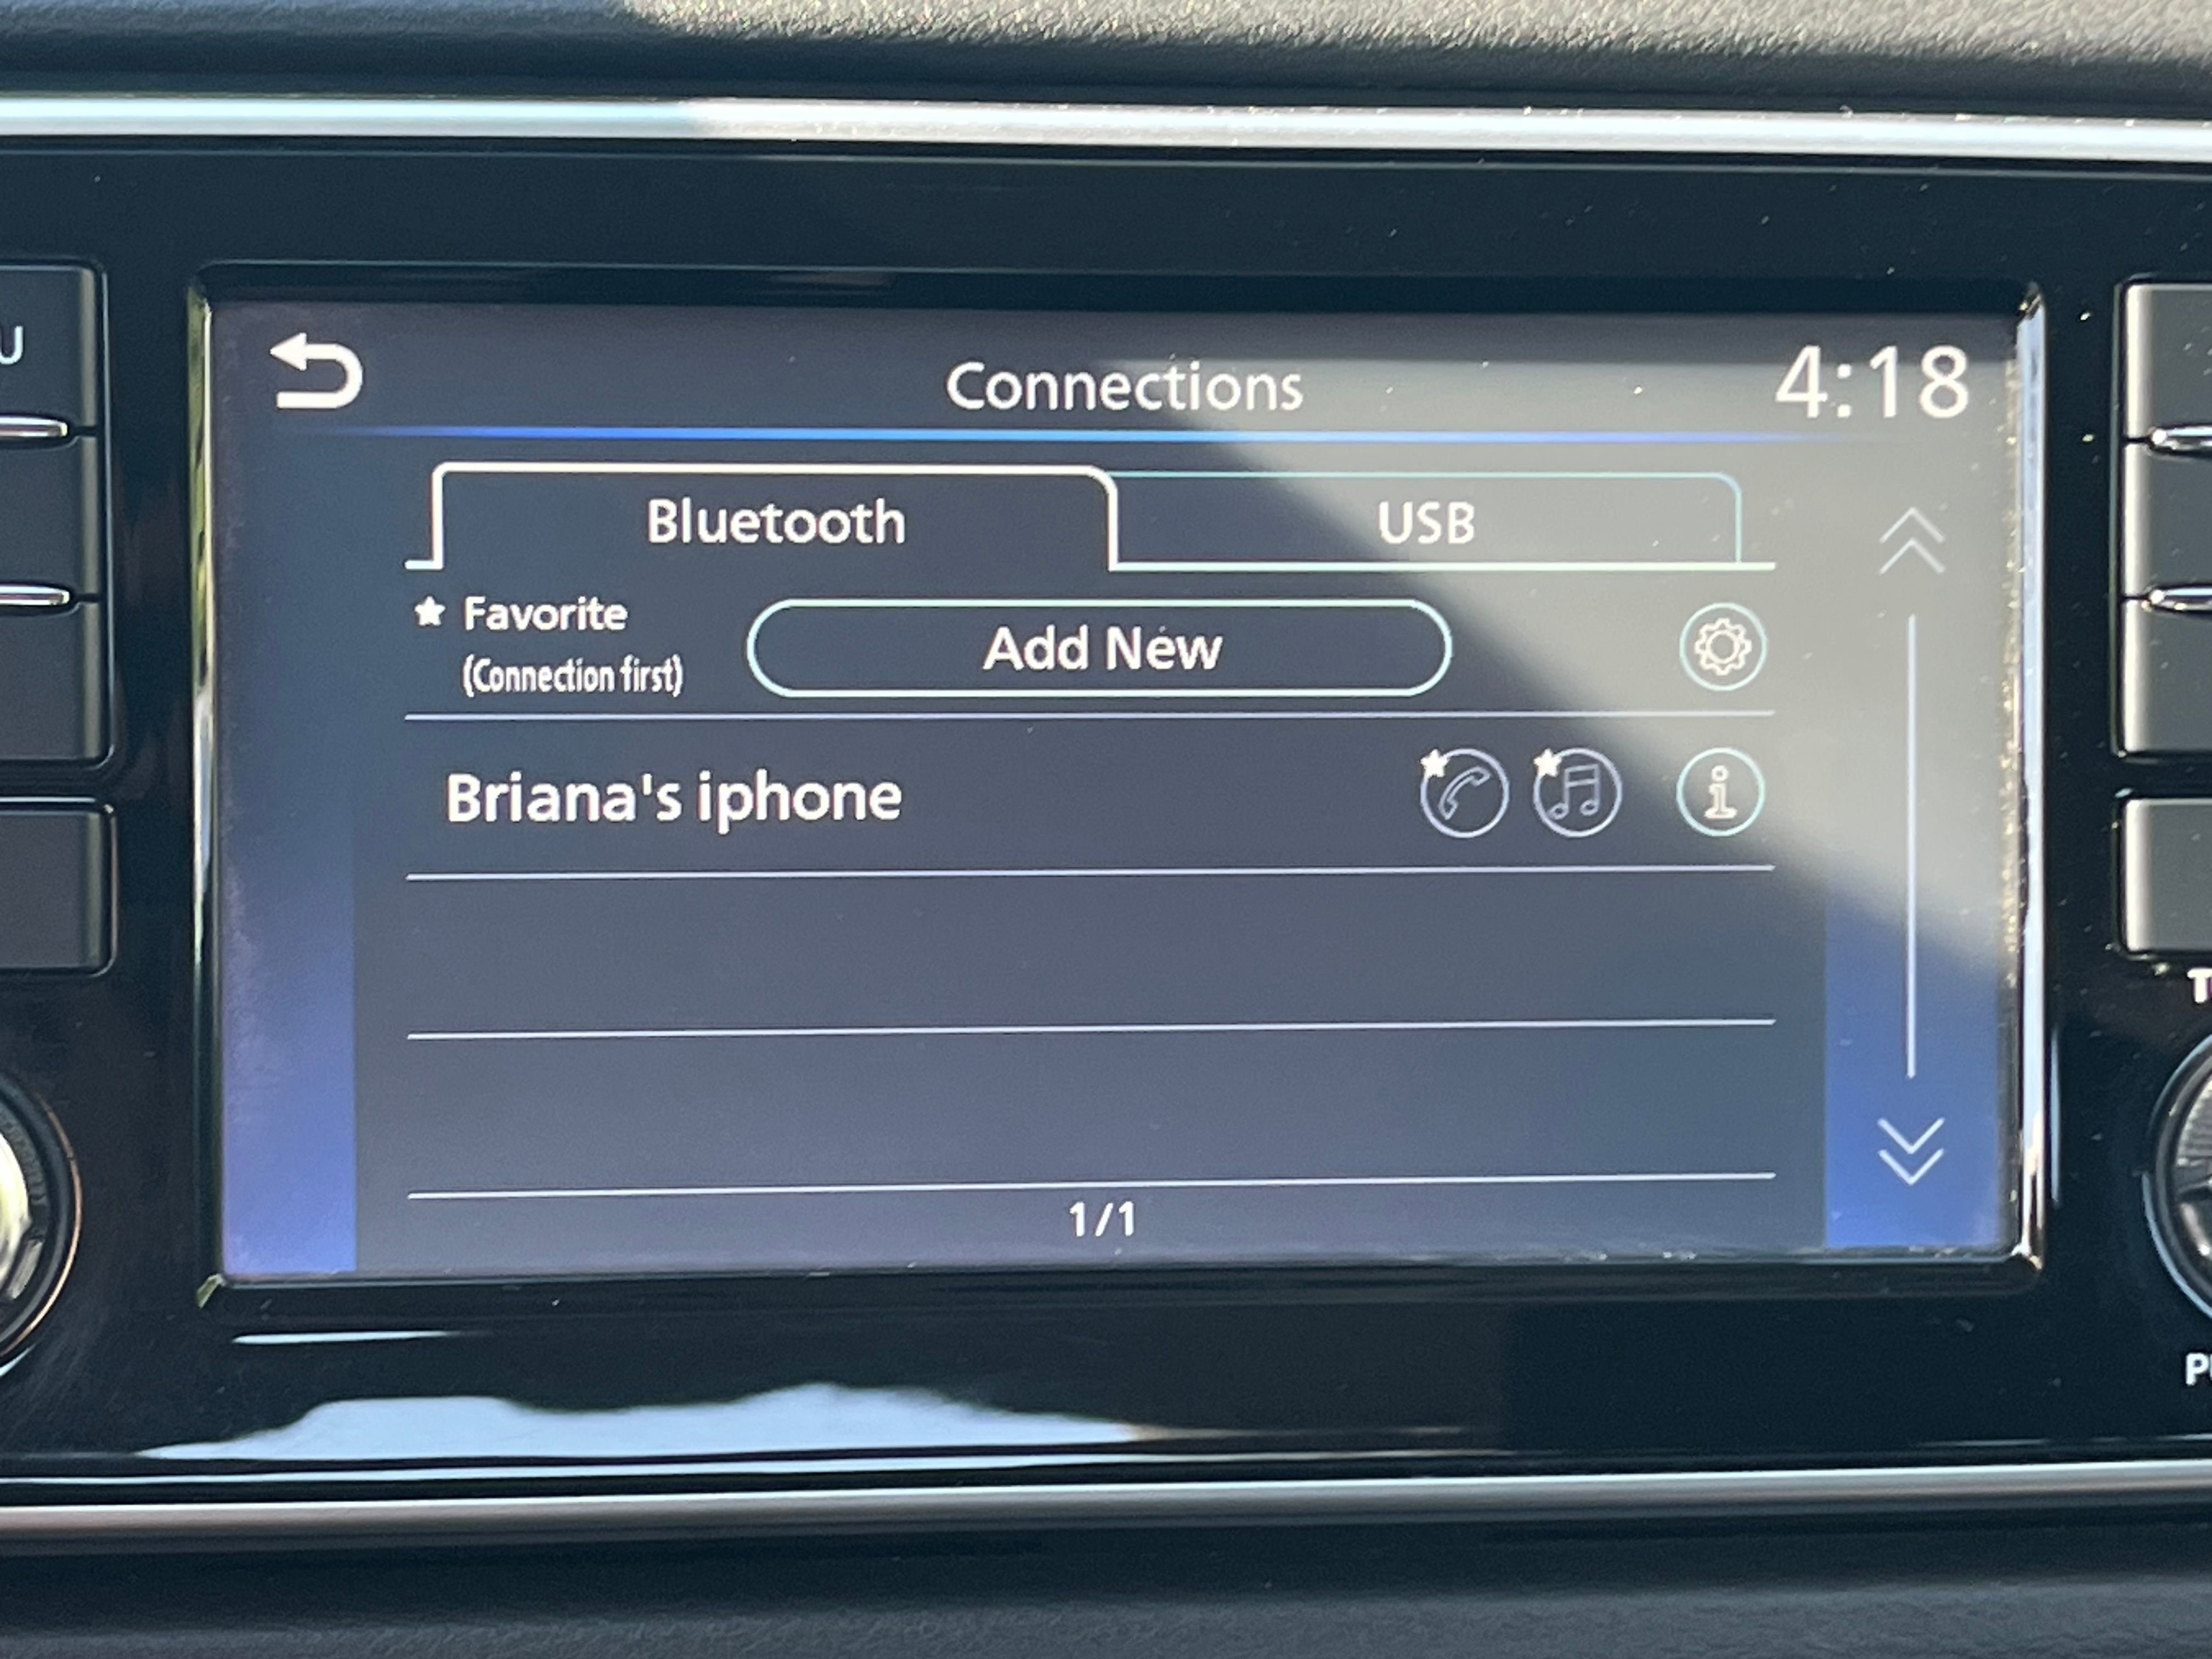 Connections
4:18
Bluetooth
USB
★ Favorite
(Connection first)
Add New
Briana's iphone
1/1